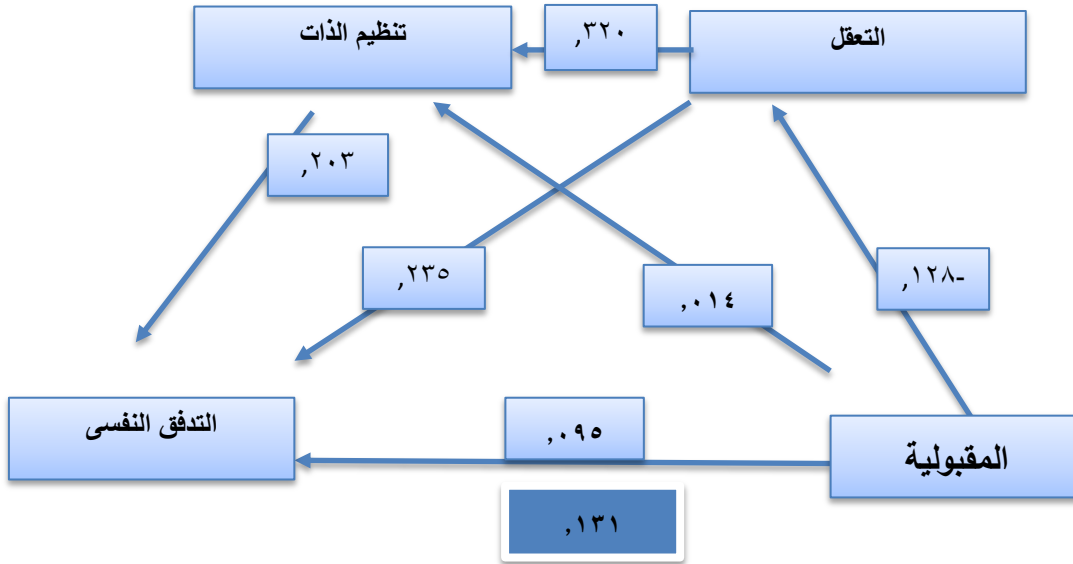 التعقل
تنظيم الذات
,٣٢٠
,٢٠٣
,٢٣٥
,٠١٤
,١٢٨-
المقبولية
التدفق النفسى
,٠٩٥
,١٣١